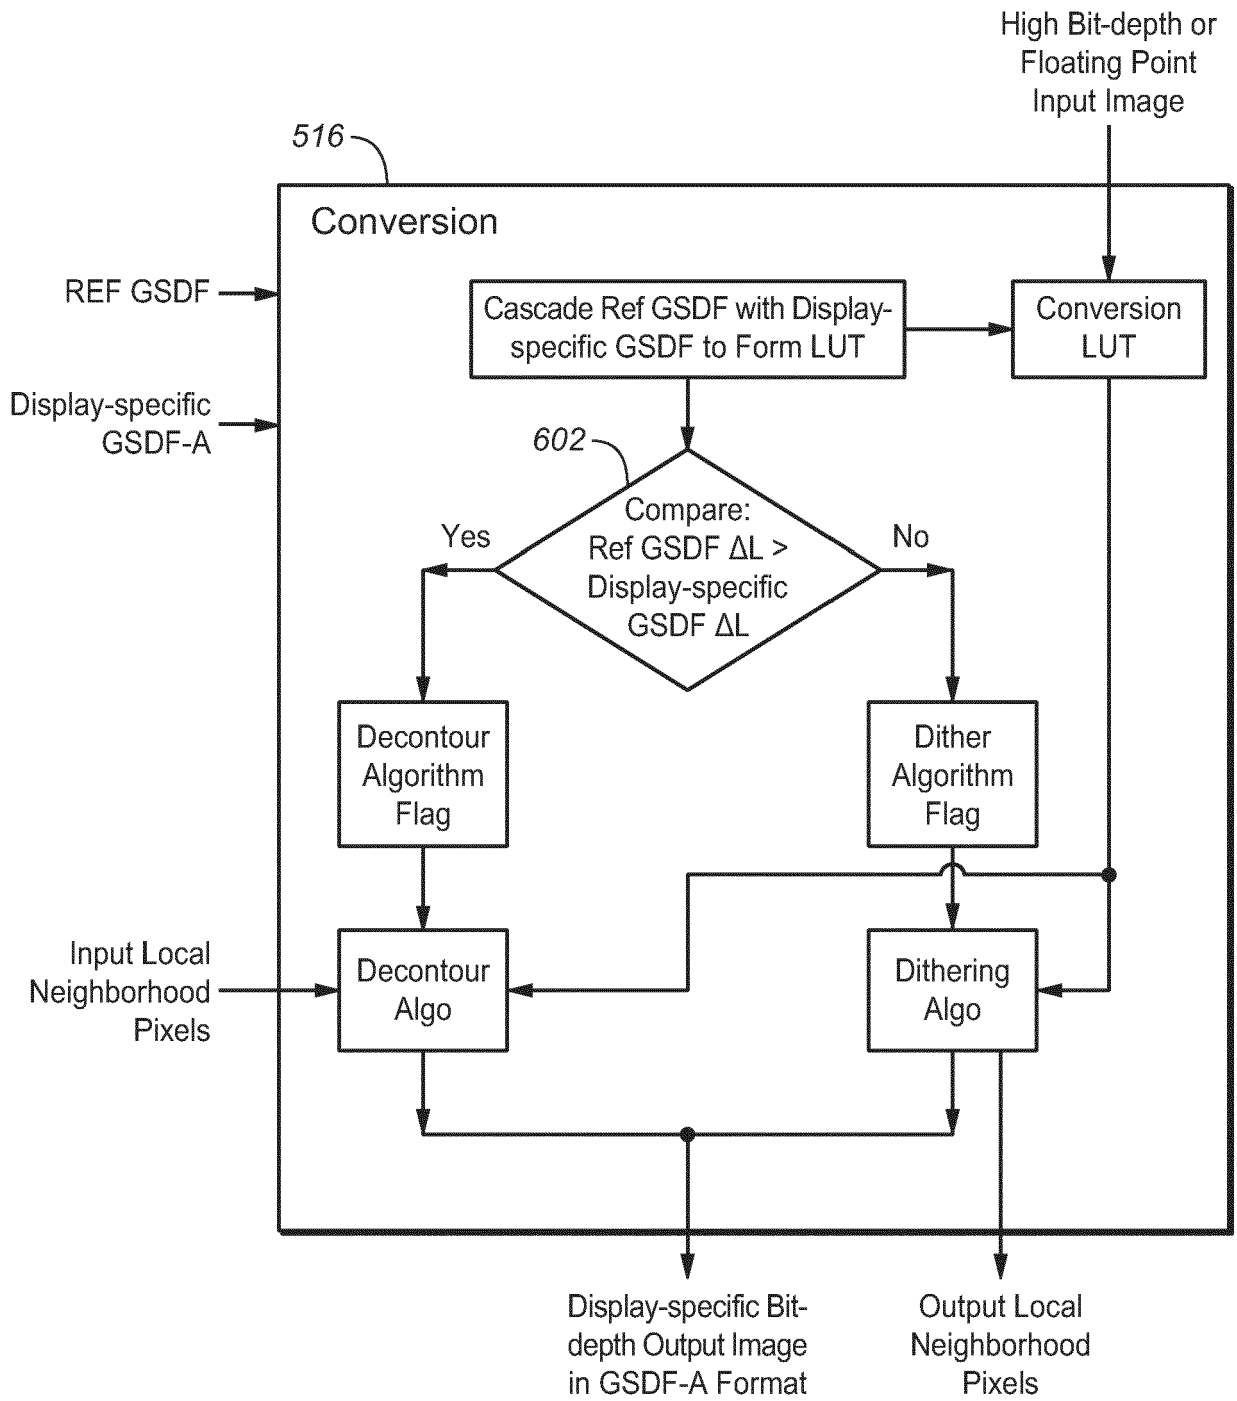 High Bit-depth or
Floating Point
Input Image
516
Conversion
REF GSDF
Cascade Ref GSDF with Display-
specific GSDF to Form LUT
Conversion
LUT
Display-specific
GSDF-A
602
Compare:
Ref GSDF ΔL >
Display-specific
GSDF ΔL
Yes
No
Decontour
Algorithm
Flag
Dither
Algorithm
Flag
Input Local
Neighborhood
Pixels
Decontour
Algo
Dithering
Algo
Display-specific Bit-
depth Output Image
in GSDF-A Format
Output Local
Neighborhood
Pixels